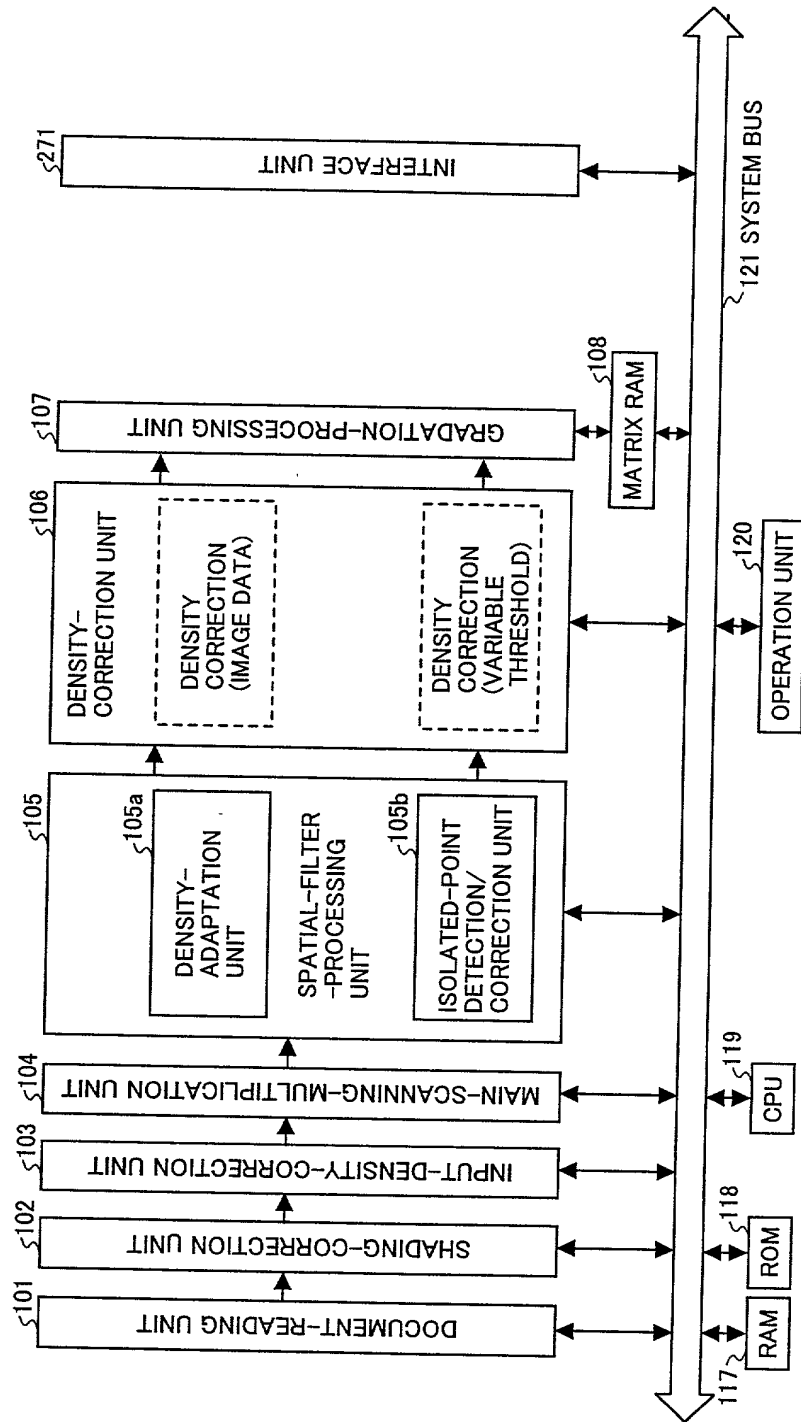 101
DOCUMENT-READING UNIT
102
SHADING-CORRECTION UNIT
103
INPUT-DENSITY-CORRECTION UNIT
104
MAIN-SCANNING-MULTIPLICATION UNIT
105
105a
DENSITY-
ADAPTATION
UNIT
SPATIAL-FILTER
-PROCESSING
UNIT
105b
ISOLATED-POINT
DETECTION/
CORRECTION UNIT
106
DENSITY-
CORRECTION UNIT
DENSITY
CORRECTION
(IMAGE DATA)
DENSITY
CORRECTION
(VARIABLE
THRESHOLD)
107
GRADATION-PROCESSING UNIT
108
MATRIX RAM
271
INTERFACE UNIT
121 SYSTEM BUS
117
RAM
118
ROM
119
CPU
120
OPERATION UNIT